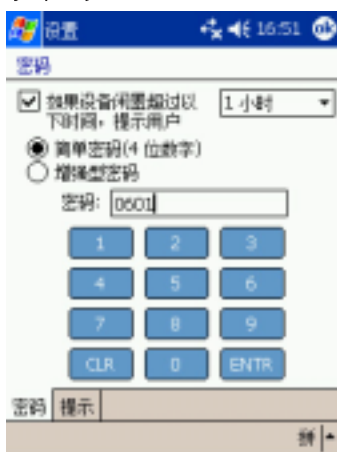 设置 16:51 ok
密码
如果设备闲置超过以 1 小时
下时间，提示用户
简单密码(4 位数字)
增强型密码
密码: 0601
1 2 3
4 5 6
7 8 9
CLR 0 ENTR
密码 提示
拼